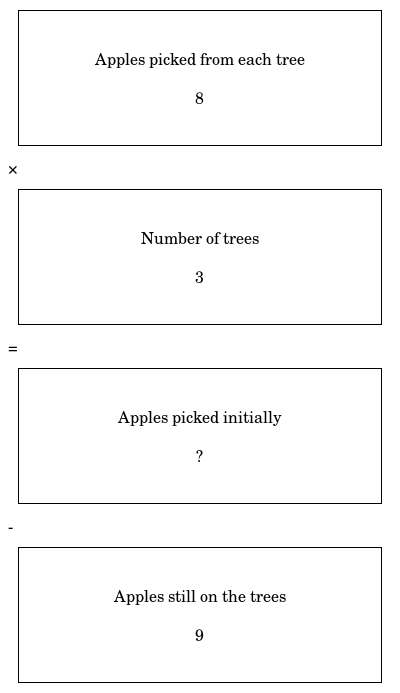 Apples picked from each tree
8
×
Number of trees
3
=
Apples picked initially
?
-
Apples still on the trees
9